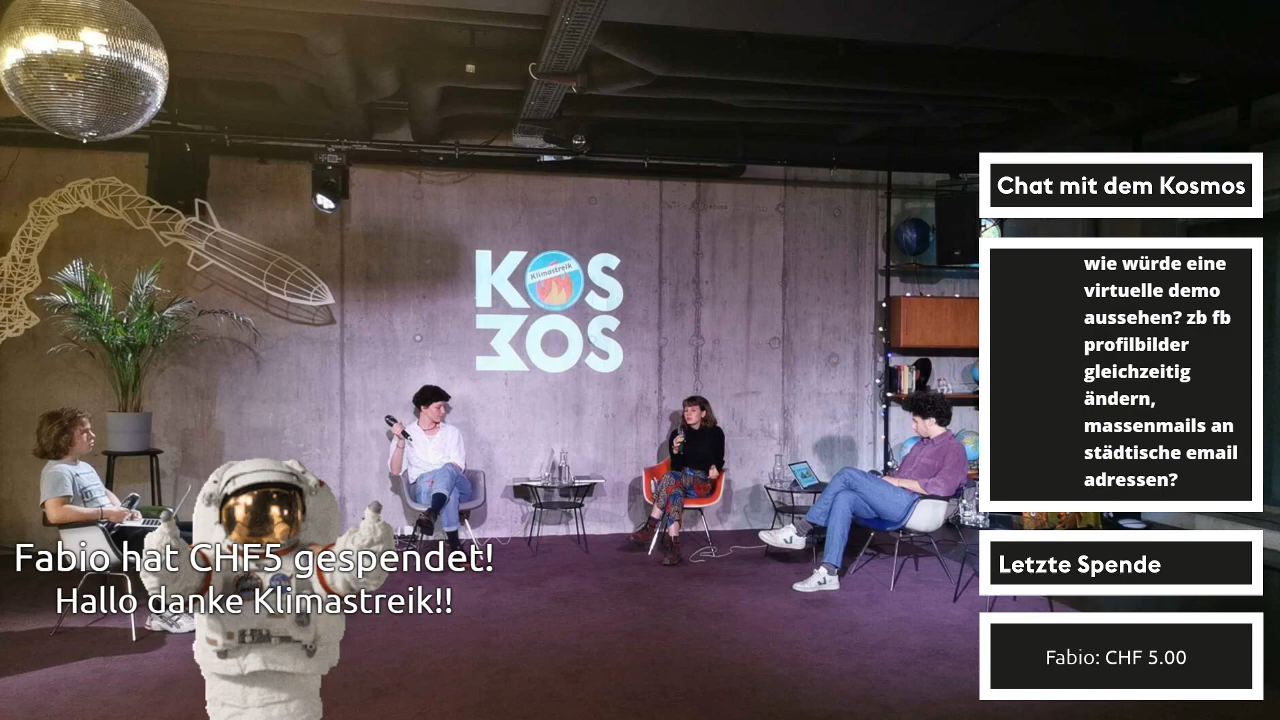 Chat mit dem Kosmos
wie würde eine
virtuelle demo
aussehen? zb fb
profilbilder
gleichzeitig
ändern,
massenmails an
städtische email
adressen?
KOS
Klimastreik
MOS
Fabio hat CHF5 gespendet!
Hallo danke Klimastreik!!
Letzte Spende
Fabio: CHF 5.00